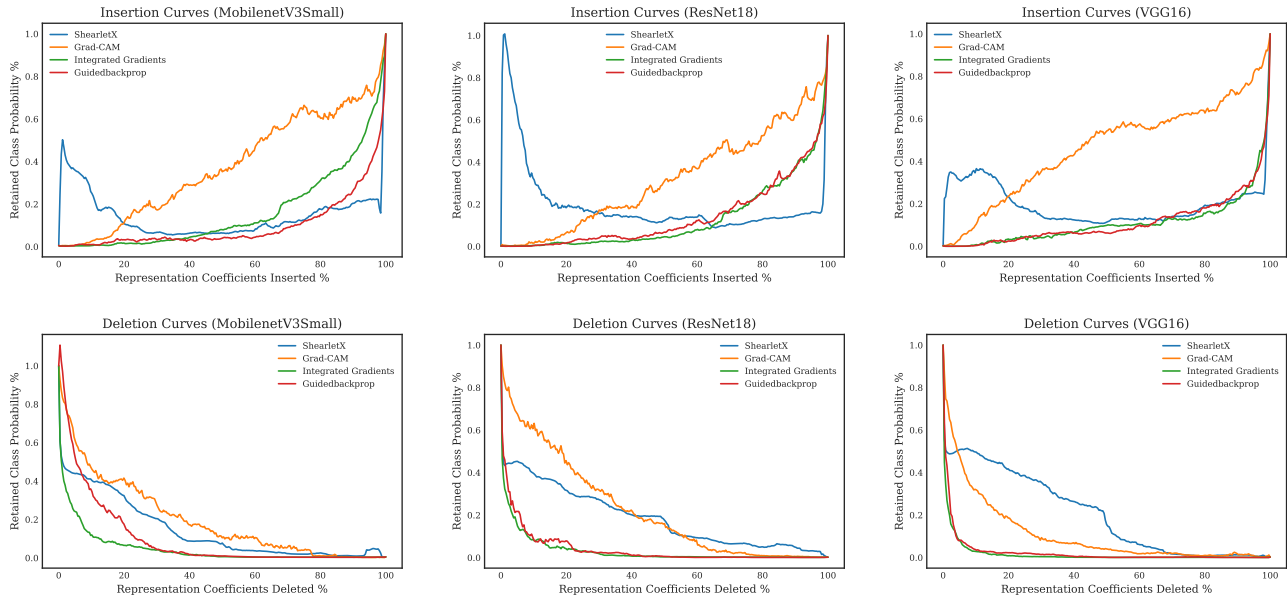 Insertion Curves (MobilenetV3Small)
Retained Class Probability %
1.0
0.8
0.6
0.4
0.2
0.0
ShearletX
Grad-CAM
Integrated Gradients
Guidedbackprop
0 20 40 60 80 100
Representation Coefficients Inserted %
Insertion Curves (ResNet18)
Retained Class Probability %
1.0
0.8
0.6
0.4
0.2
0.0
ShearletX
Grad-CAM
Integrated Gradients
Guidedbackprop
0 20 40 60 80 100
Representation Coefficients Inserted %
Insertion Curves (VGG16)
Retained Class Probability %
1.0
0.8
0.6
0.4
0.2
0.0
ShearletX
Grad-CAM
Integrated Gradients
Guidedbackprop
0 20 40 60 80 100
Representation Coefficients Inserted %
Deletion Curves (MobilenetV3Small)
Retained Class Probability %
1.0
0.8
0.6
0.4
0.2
0.0
ShearletX
Grad-CAM
Integrated Gradients
Guidedbackprop
0 20 40 60 80 100
Representation Coefficients Deleted %
Deletion Curves (ResNet18)
Retained Class Probability %
1.0
0.8
0.6
0.4
0.2
0.0
ShearletX
Grad-CAM
Integrated Gradients
Guidedbackprop
0 20 40 60 80 100
Representation Coefficients Deleted %
Deletion Curves (VGG16)
Retained Class Probability %
1.0
0.8
0.6
0.4
0.2
0.0
ShearletX
Grad-CAM
Integrated Gradients
Guidedbackprop
0 20 40 60 80 100
Representation Coefficients Deleted %